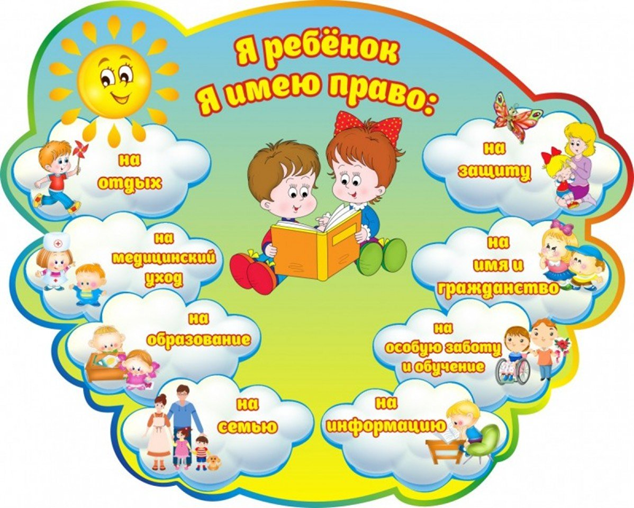 Я ребёнок
Я имею право:
на
отдых
на
медицинский
уход
на
образование
на
семью
на
защиту
на
имя и
гражданство
на
особую заботу
и обучение
на
информацию